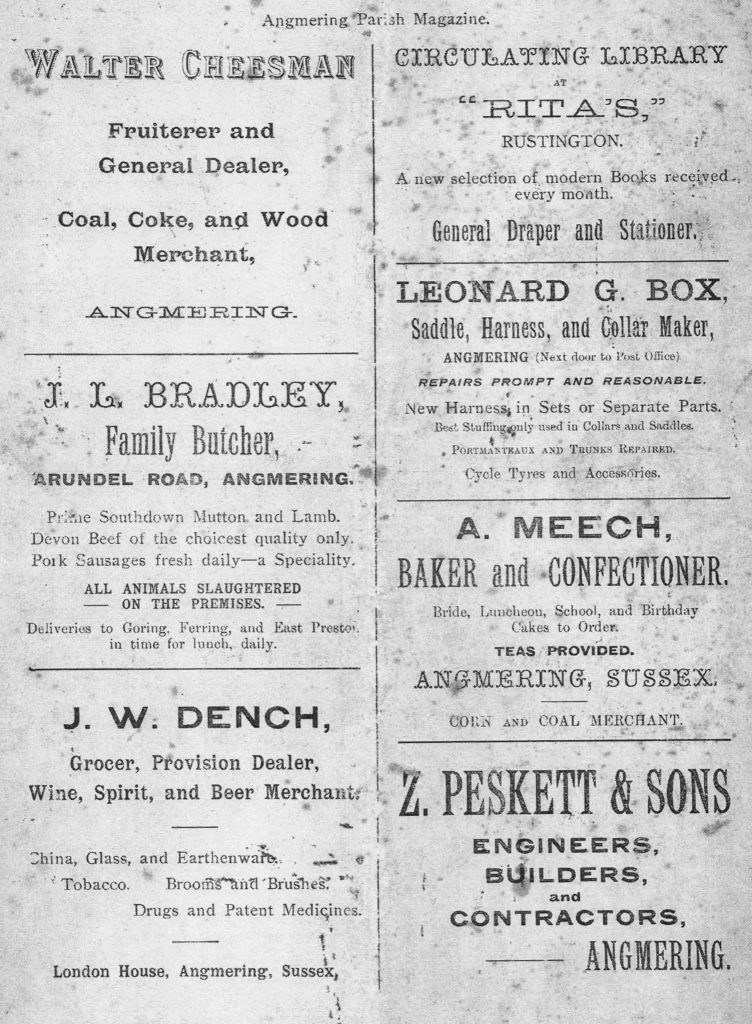 Angmering Parish Magazine.
WALTER CHEESMAN
Fruiterer and
General Dealer,
Coal, Coke, and Wood
Merchant,
ANGMERING.
J. L. BRADLEY,
Family Butcher,
ARUNDEL ROAD, ANGMERING.
Prime Southdown Mutton and Lamb.
Devon Beef of the choicest quality only.
Pork Sausages fresh daily—a Speciality.
ALL ANIMALS SLAUGHTERED
— ON THE PREMISES. —
Deliveries to Goring, Ferring, and East Preston.
in time for lunch, daily.
J. W. DENCH,
Grocer, Provision Dealer,
Wine, Spirit, and Beer Merchant.
China, Glass, and Earthenware.
Tobacco. Brooms and Brushes.
Drugs and Patent Medicines.
London House, Angmering, Sussex,
CIRCULATING LIBRARY
AT
“RITA’S,”
RUSTINGTON.
A new selection of modern Books received
every month.
General Draper and Stationer.
LEONARD G. BOX,
Saddle, Harness, and Collar Maker,
ANGMERING (Next door to Post Office)
REPAIRS PROMPT AND REASONABLE.
New Harness in Sets or Separate Parts.
Best Stuffing only used in Collars and Saddles.
PORTMANTEAUX AND TRUNKS REPAIRED.
Cycle Tyres and Accessories.
A. MEECH,
BAKER and CONFECTIONER.
Bride, Luncheon, School, and Birthday
Cakes to Order.
TEAS PROVIDED.
ANGMERING, SUSSEX.
CORN AND COAL MERCHANT.
Z. PESKETT & SONS
ENGINEERS,
BUILDERS,
and
CONTRACTORS,
— ANGMERING.